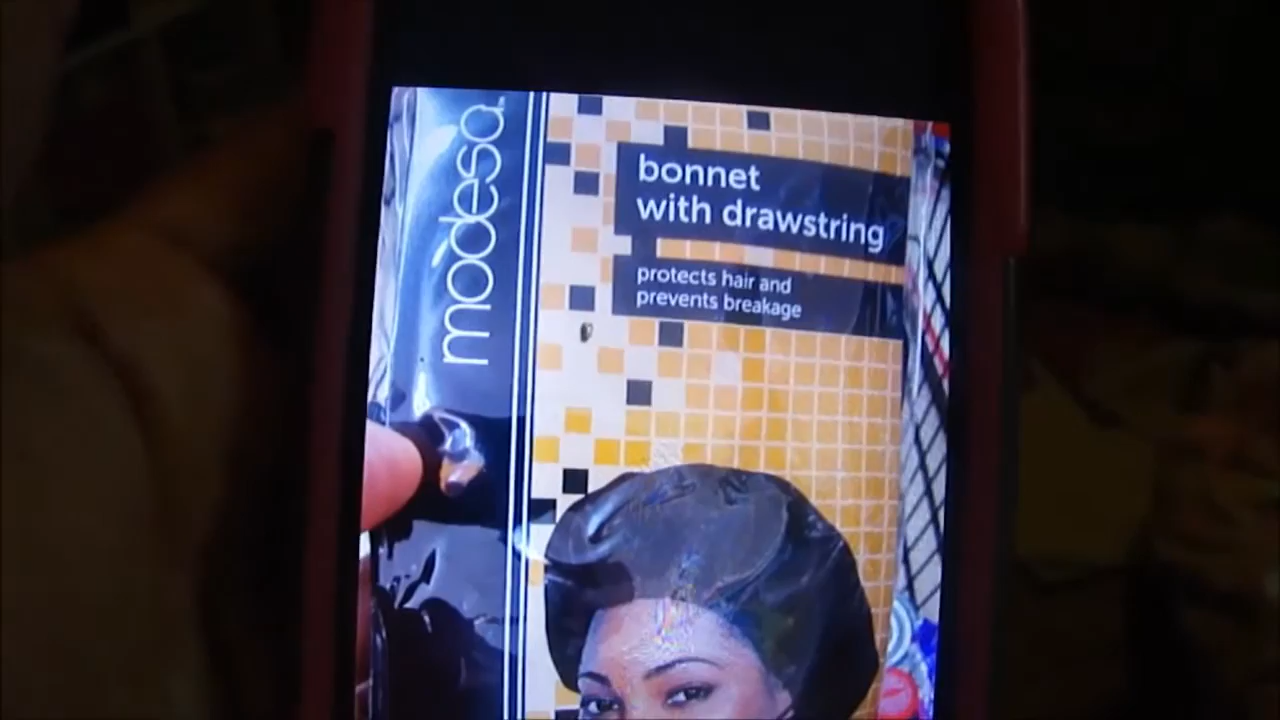 modesa
bonnet
with drawstring
protects hair and
prevents breakage